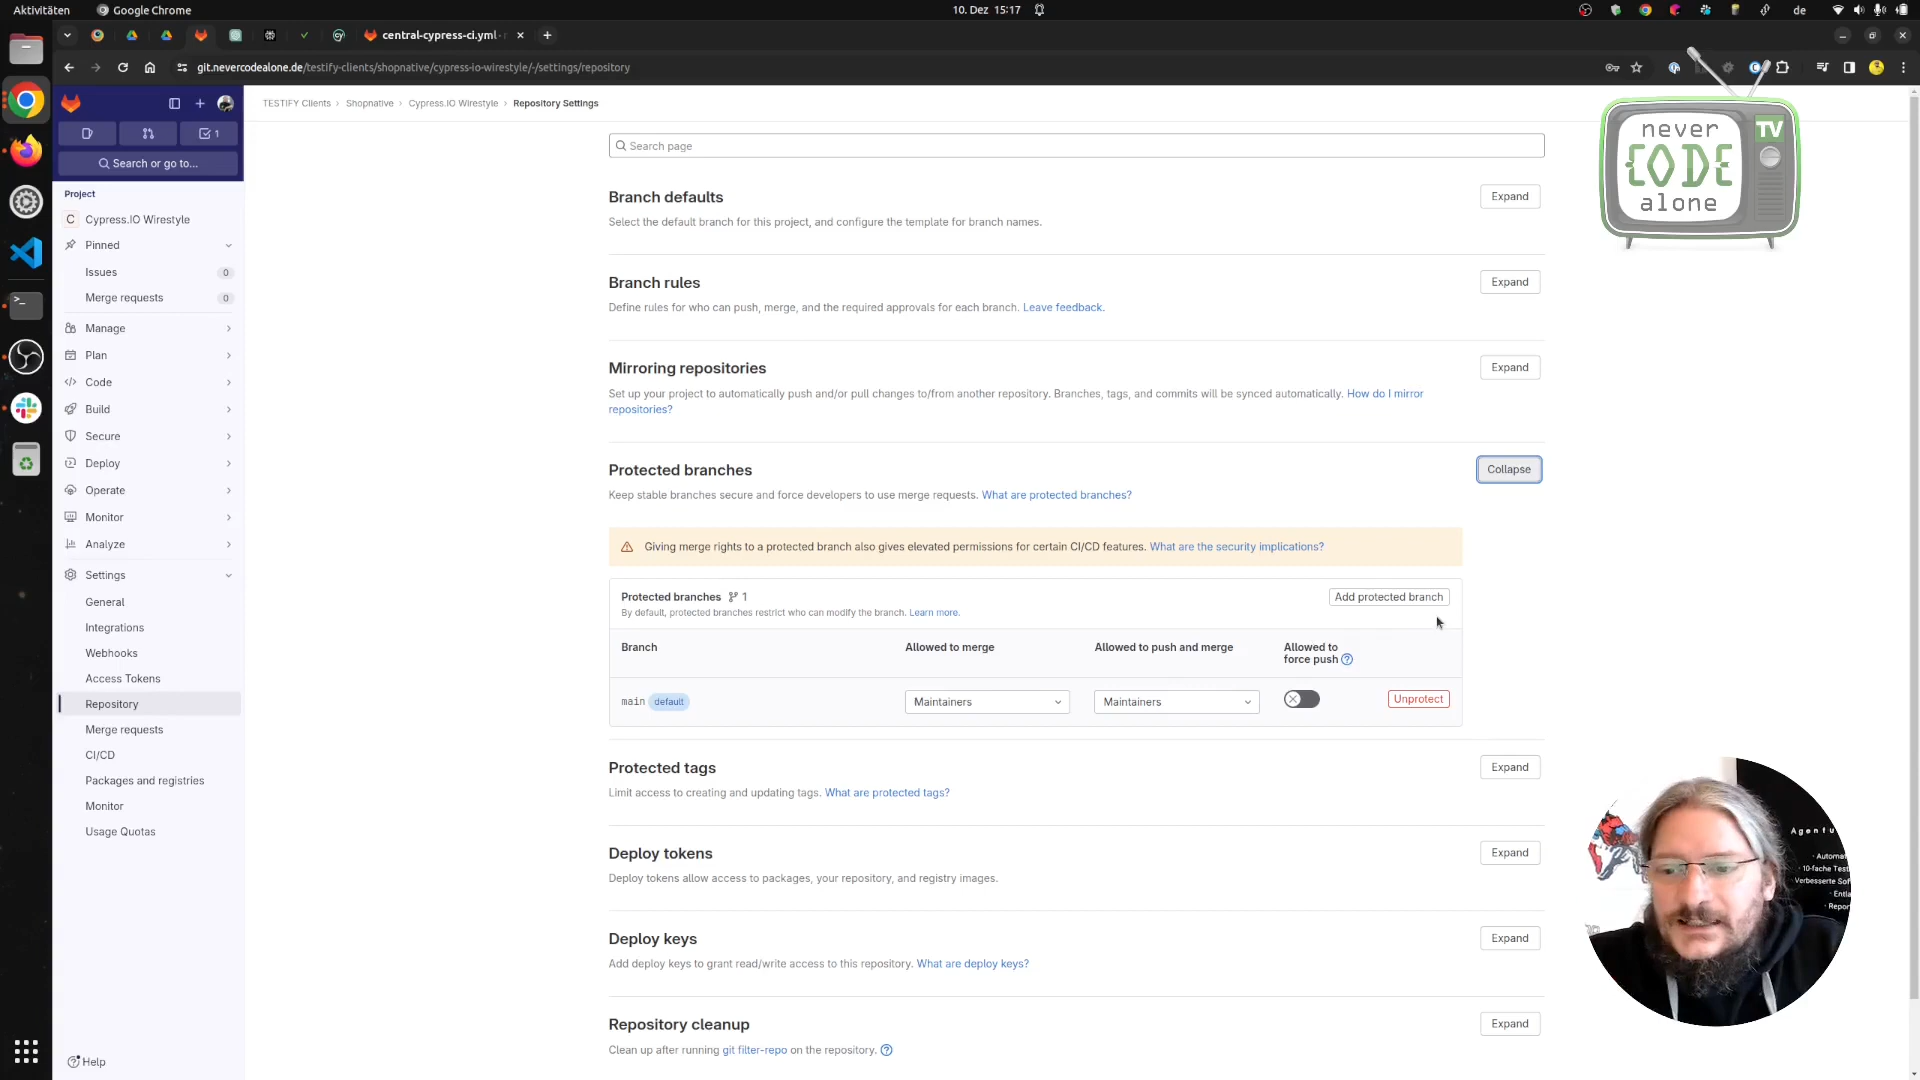 Aktivitäten
Google Chrome
10. Dez 15:17
de
central-cypress-ci.yml
git.nevercodealone.de/testify-clients/shopnative/cypress-io-wirestyle/-/settings/repository
1
Search or go to...
Project
C Cypress.IO Wirestyle
Pinned
Issues 0
Merge requests 0
Manage
Plan
Code
Build
Secure
Deploy
Operate
Monitor
Analyze
Settings
General
Integrations
Webhooks
Access Tokens
Repository
Merge requests
CI/CD
Packages and registries
Monitor
Usage Quotas
Help
TESTIFY Clients › Shopnative › Cypress.IO Wirestyle › Repository Settings
Search page
Branch defaults
Expand
Select the default branch for this project, and configure the template for branch names.
Branch rules
Expand
Define rules for who can push, merge, and the required approvals for each branch. Leave feedback.
Mirroring repositories
Expand
Set up your project to automatically push and/or pull changes to/from another repository. Branches, tags, and commits will be synced automatically. How do I mirror
repositories?
Protected branches
Collapse
Keep stable branches secure and force developers to use merge requests. What are protected branches?
Giving merge rights to a protected branch also gives elevated permissions for certain CI/CD features. What are the security implications?
Protected branches 1
Add protected branch
By default, protected branches restrict who can modify the branch. Learn more.
Branch
Allowed to merge
Allowed to push and merge
Allowed to
force push
main default
Maintainers
Maintainers
Unprotect
Protected tags
Expand
Limit access to creating and updating tags. What are protected tags?
Deploy tokens
Expand
Deploy tokens allow access to packages, your repository, and registry images.
Deploy keys
Expand
Add deploy keys to grant read/write access to this repository. What are deploy keys?
Repository cleanup
Expand
Clean up after running git filter-repo on the repository.
never
{CODE}
alone
TV